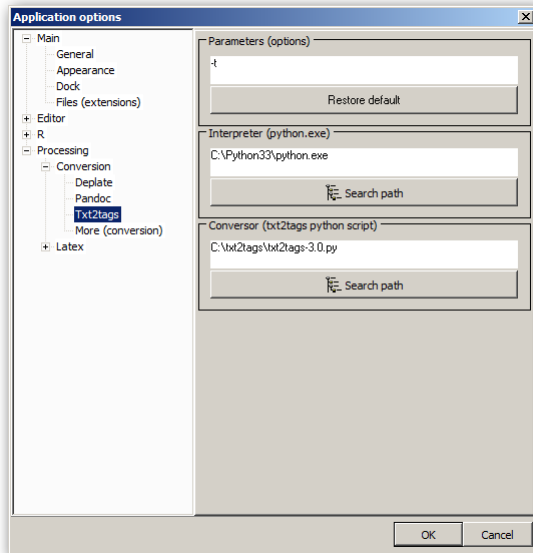 Application options
Main
General
Appearance
Dock
Files (extensions)
Editor
R
Processing
Conversion
Deplate
Pandoc
Txt2tags
More (conversion)
Latex
Parameters (options)
-t
Restore default
Interpreter (python.exe)
C:\Python33\python.exe
Search path
Conversor (txt2tags python script)
C:\txt2tags\txt2tags-3.0.py
Search path
OK
Cancel